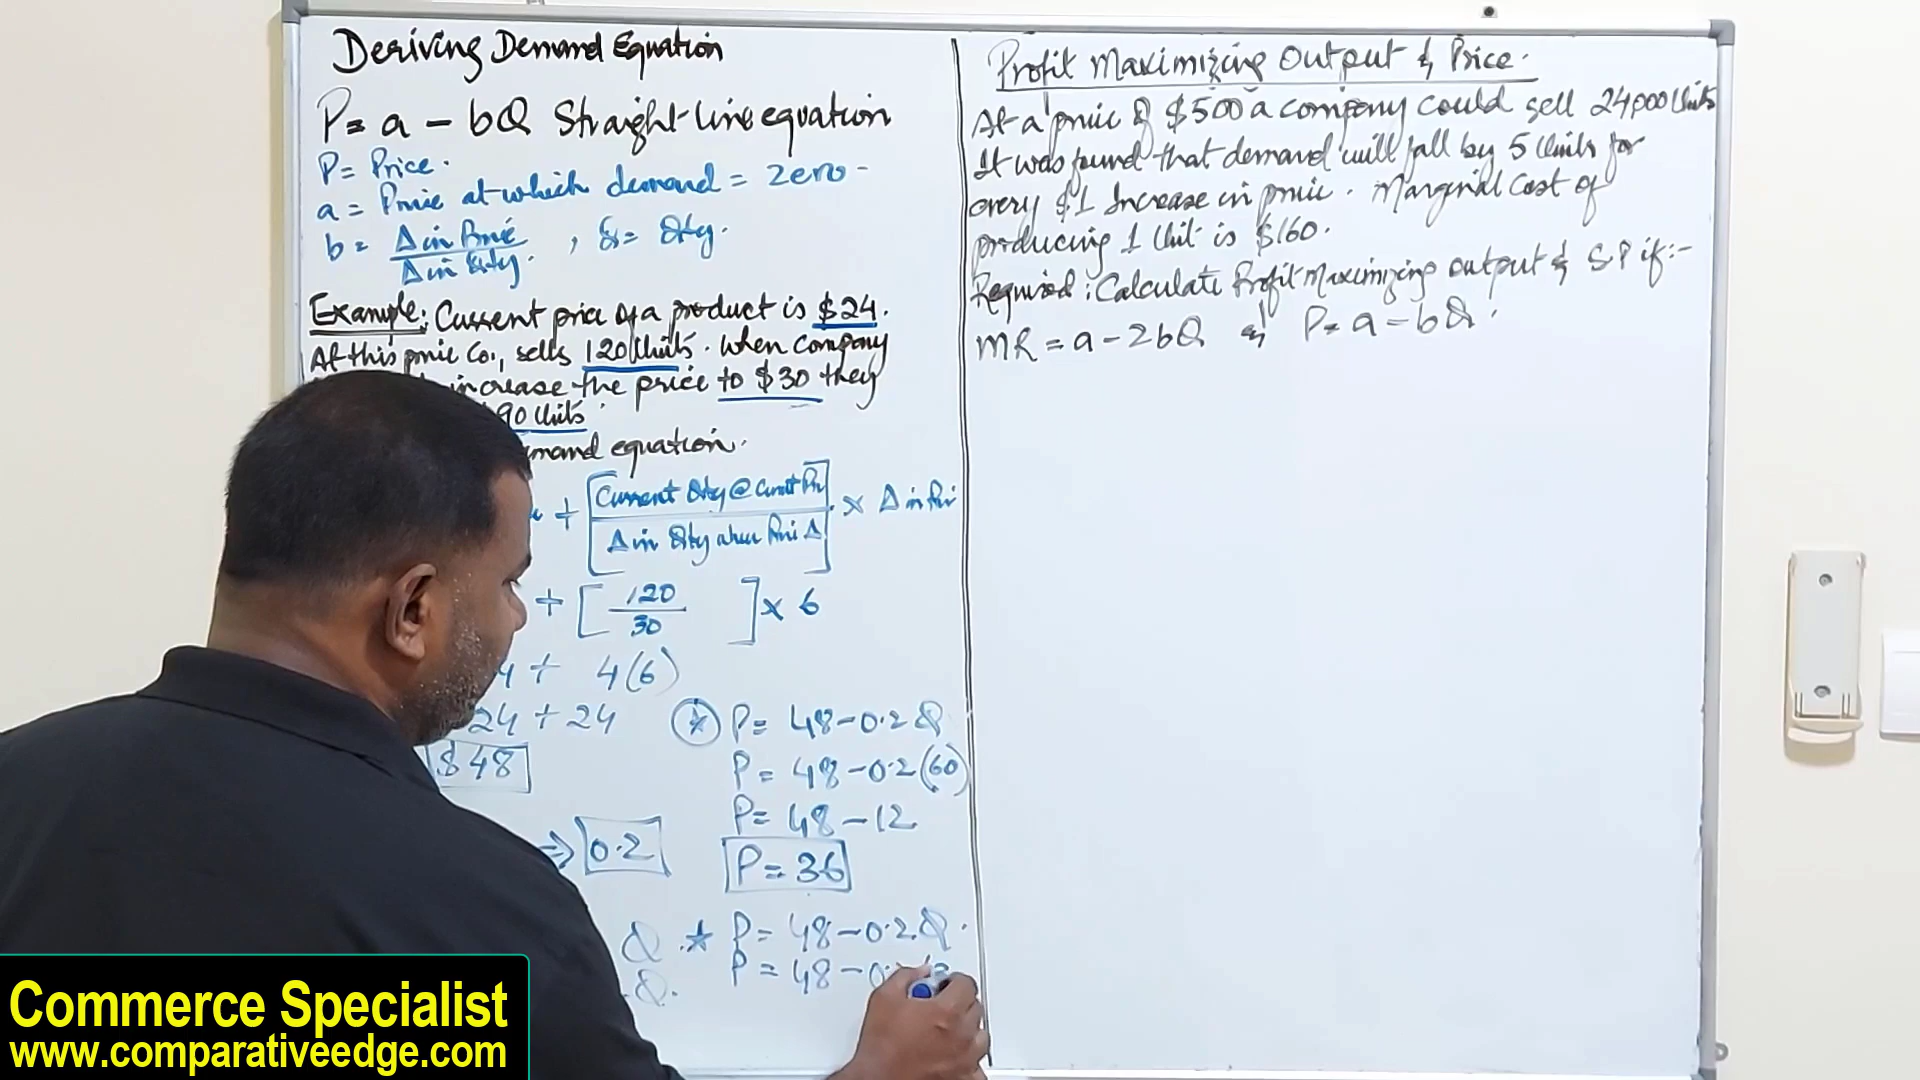 Deriving Demand Equation
P = a - bQ Straight-line equation
P = Price.
a = Price at which demand = Zero -
b = Δ in Price / Δ in Qty. , Q = Qty.
Example: Current price of a product is $24.
At this price Co., sells 120 Units. When company
increase the price to $30 they
90 Units.
equation.
+ [Current Qty @ Current Pr / Δ in Qty when Price Δ] × Δ in Pri
+ [120 / 30] × 6
4 + 4(6)
24 + 24
$48
⇒ 0.2
Q
Q.
* P = 48 - 0.2Q
P = 48 - 0.2(60)
P = 48 - 12
P = 36
* P = 48 - 0.2Q.
P = 48 - 0.
Profit Maximizing Output & Price.
At a price of $500 a company could sell 24,000 Units
It was found that demand will fall by 5 Units for
every $1 Increase in price. Marginal Cost of
producing 1 Unit is $160.
Required: Calculate Profit Maximizing output & SP if:-
MR = a - 2bQ & P = a - bQ.
Commerce Specialist
www.comparativeedge.com